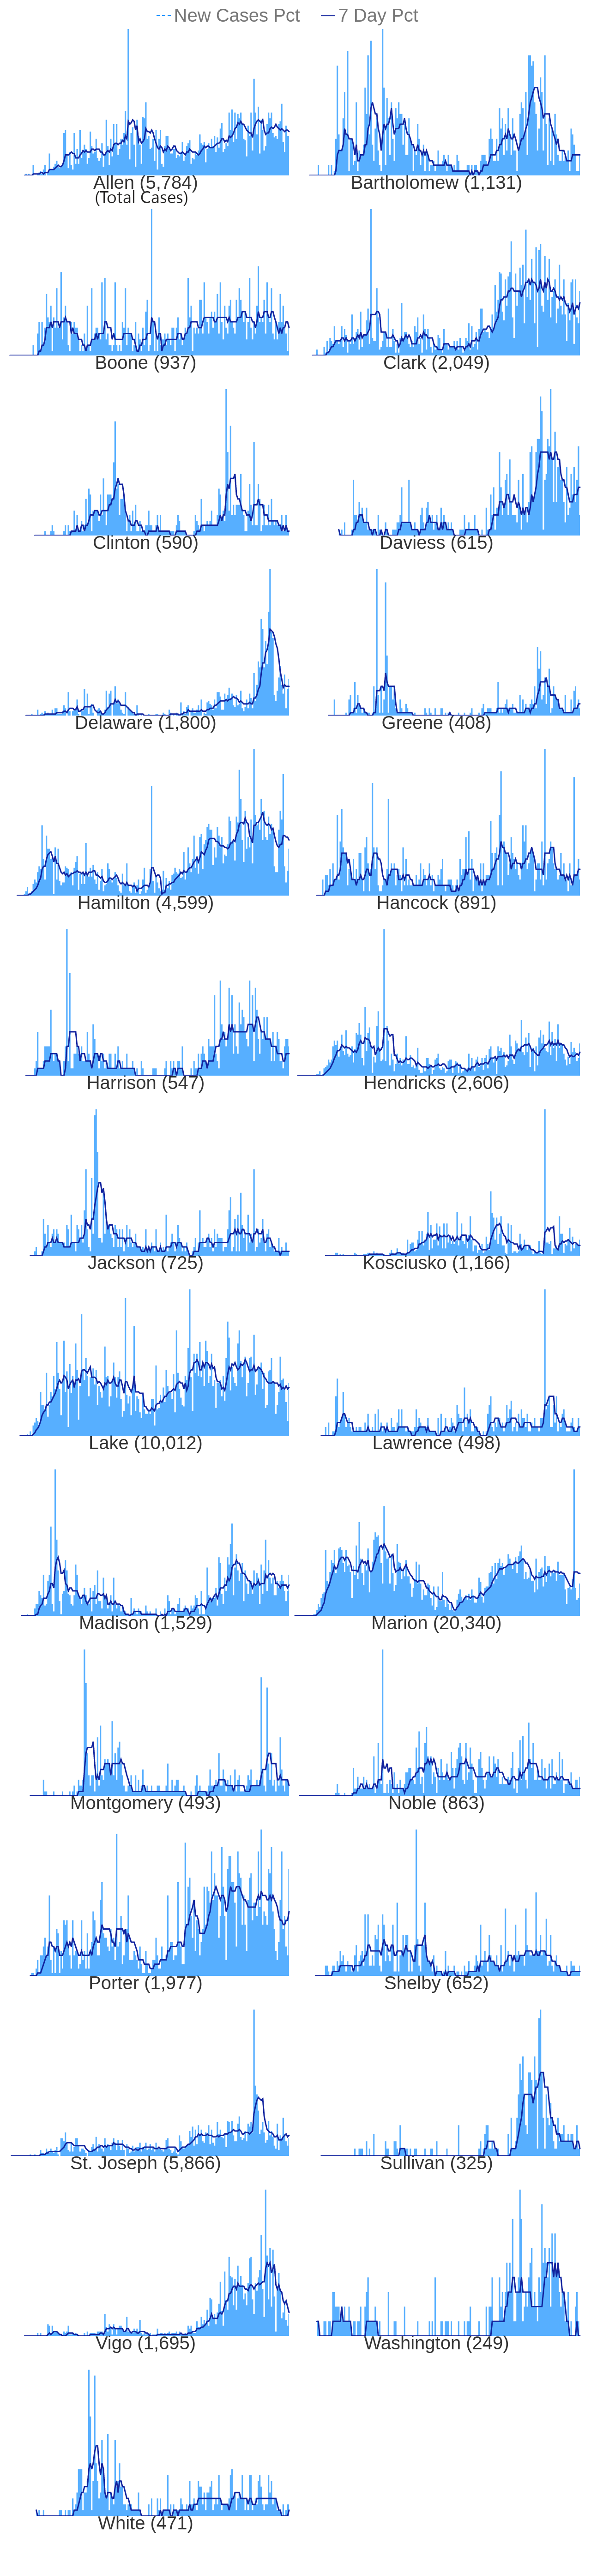 New Cases Pct 7 Day Pct
Allen (5,784) Bartholomew (1,131)
(Total Cases)
Boone (937) Clark (2,049)
Clinton (590) Daviess (615)
Delaware (1,800) Greene (408)
Hamilton (4,599) Hancock (891)
Harrison (547) Hendricks (2,606)
Jackson (725) Kosciusko (1,166)
Lake (10,012) Lawrence (498)
Madison (1,529) Marion (20,340)
Montgomery (493) Noble (863)
Porter (1,977) Shelby (652)
St. Joseph (5,866) Sullivan (325)
Vigo (1,695) Washington (249)
White (471)